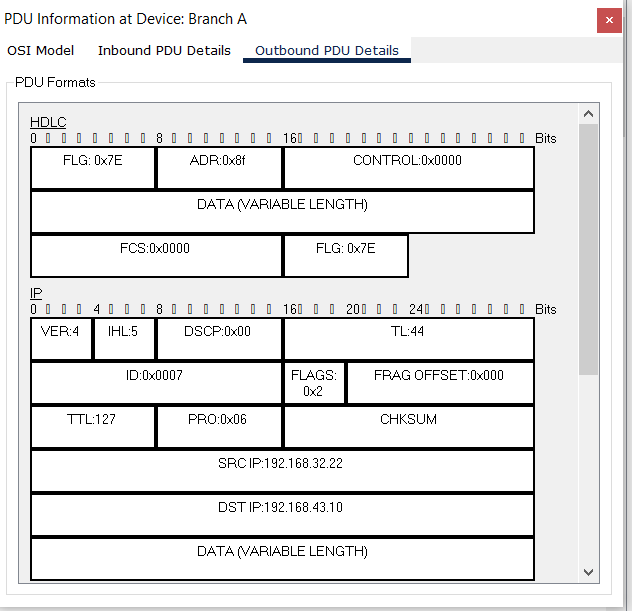 PDU Information at Device: Branch A
OSI Model Inbound PDU Details Outbound PDU Details
PDU Formats
HDLC
0 8 16 Bits
FLG: 0x7E ADR:0x8f CONTROL:0x0000
DATA (VARIABLE LENGTH)
FCS:0x0000 FLG: 0x7E
IP
0 4 8 16 20 24 Bits
VER:4 IHL:5 DSCP:0x00 TL:44
ID:0x0007 FLAGS: 0x2 FRAG OFFSET:0x000
TTL:127 PRO:0x06 CHKSUM
SRC IP:192.168.32.22
DST IP:192.168.43.10
DATA (VARIABLE LENGTH)